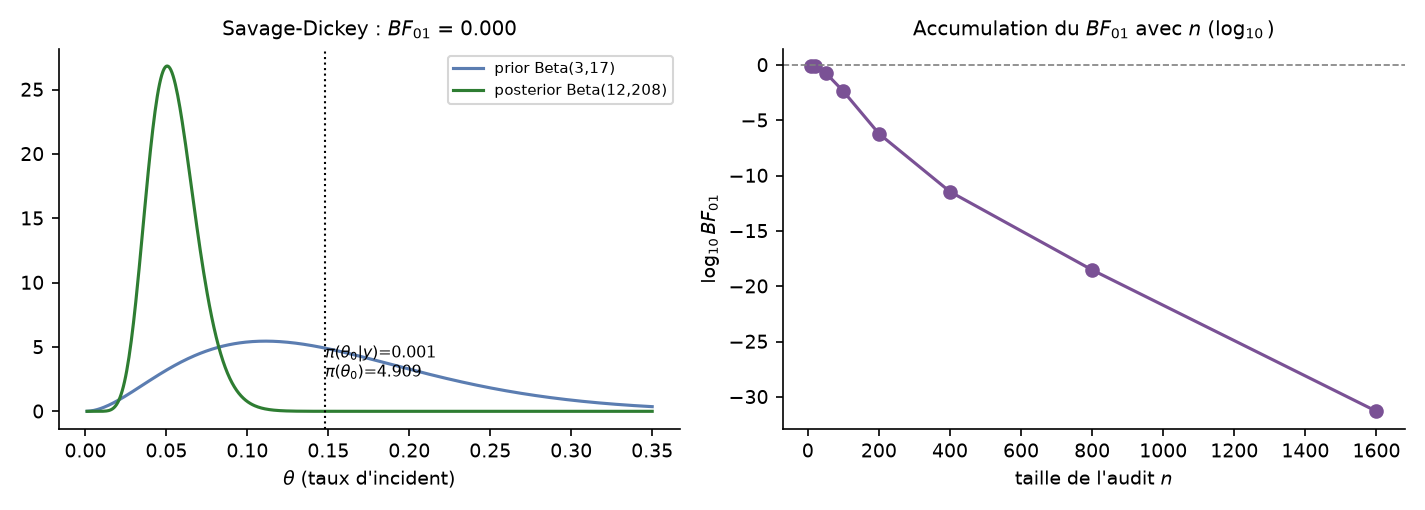 Savage-Dickey : BF₀₁ = 0.000
prior Beta(3,17)
posterior Beta(12,208)
π(θ₀|y)=0.001
π(θ₀)=4.909
25
20
15
10
5
0
0.00 0.05 0.10 0.15 0.20 0.25 0.30 0.35
θ (taux d'incident)
Accumulation du BF₀₁ avec n (log₁₀ )
log₁₀ BF₀₁
0
−5
−10
−15
−20
−25
−30
0 200 400 600 800 1000 1200 1400 1600
taille de l'audit n